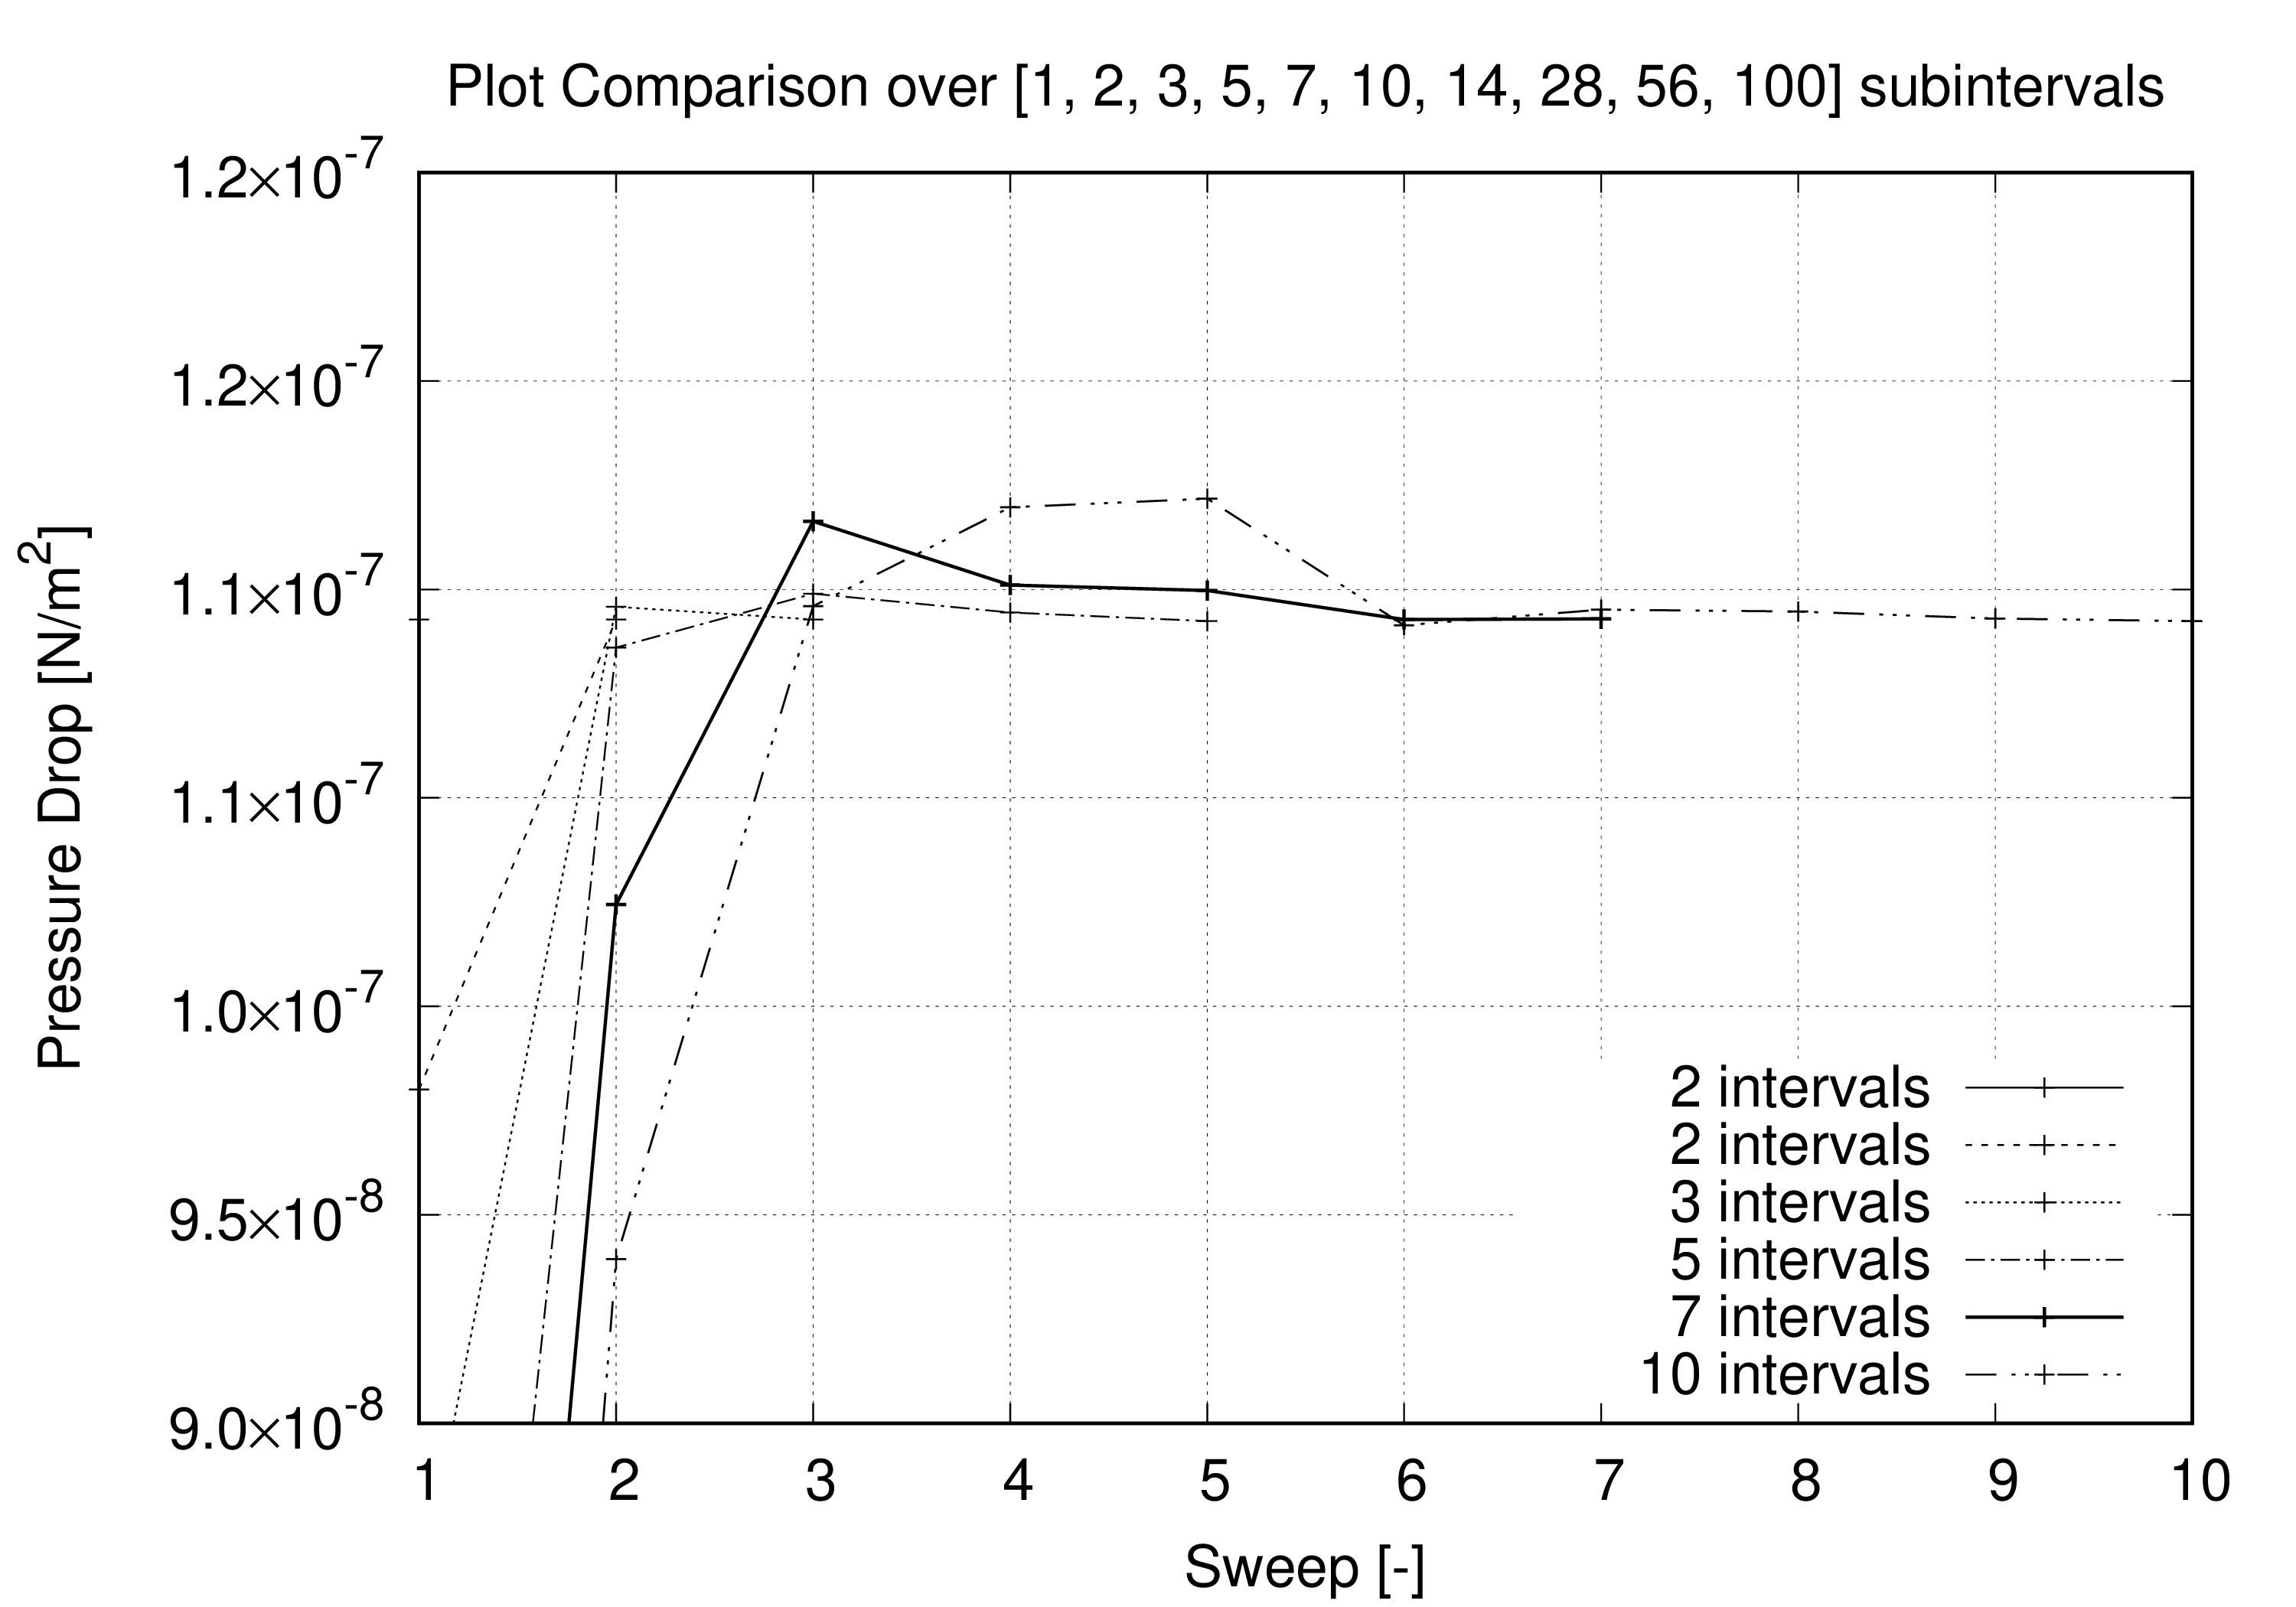 Plot Comparison over [1, 2, 3, 5, 7, 10, 14, 28, 56, 100] subintervals
1.2×10⁻⁷
1.2×10⁻⁷
1.1×10⁻⁷
1.1×10⁻⁷
1.0×10⁻⁷
9.5×10⁻⁸
9.0×10⁻⁸
Pressure Drop [N/m²]
2 intervals
2 intervals
3 intervals
5 intervals
7 intervals
10 intervals
1 2 3 4 5 6 7 8 9 10
Sweep [-]